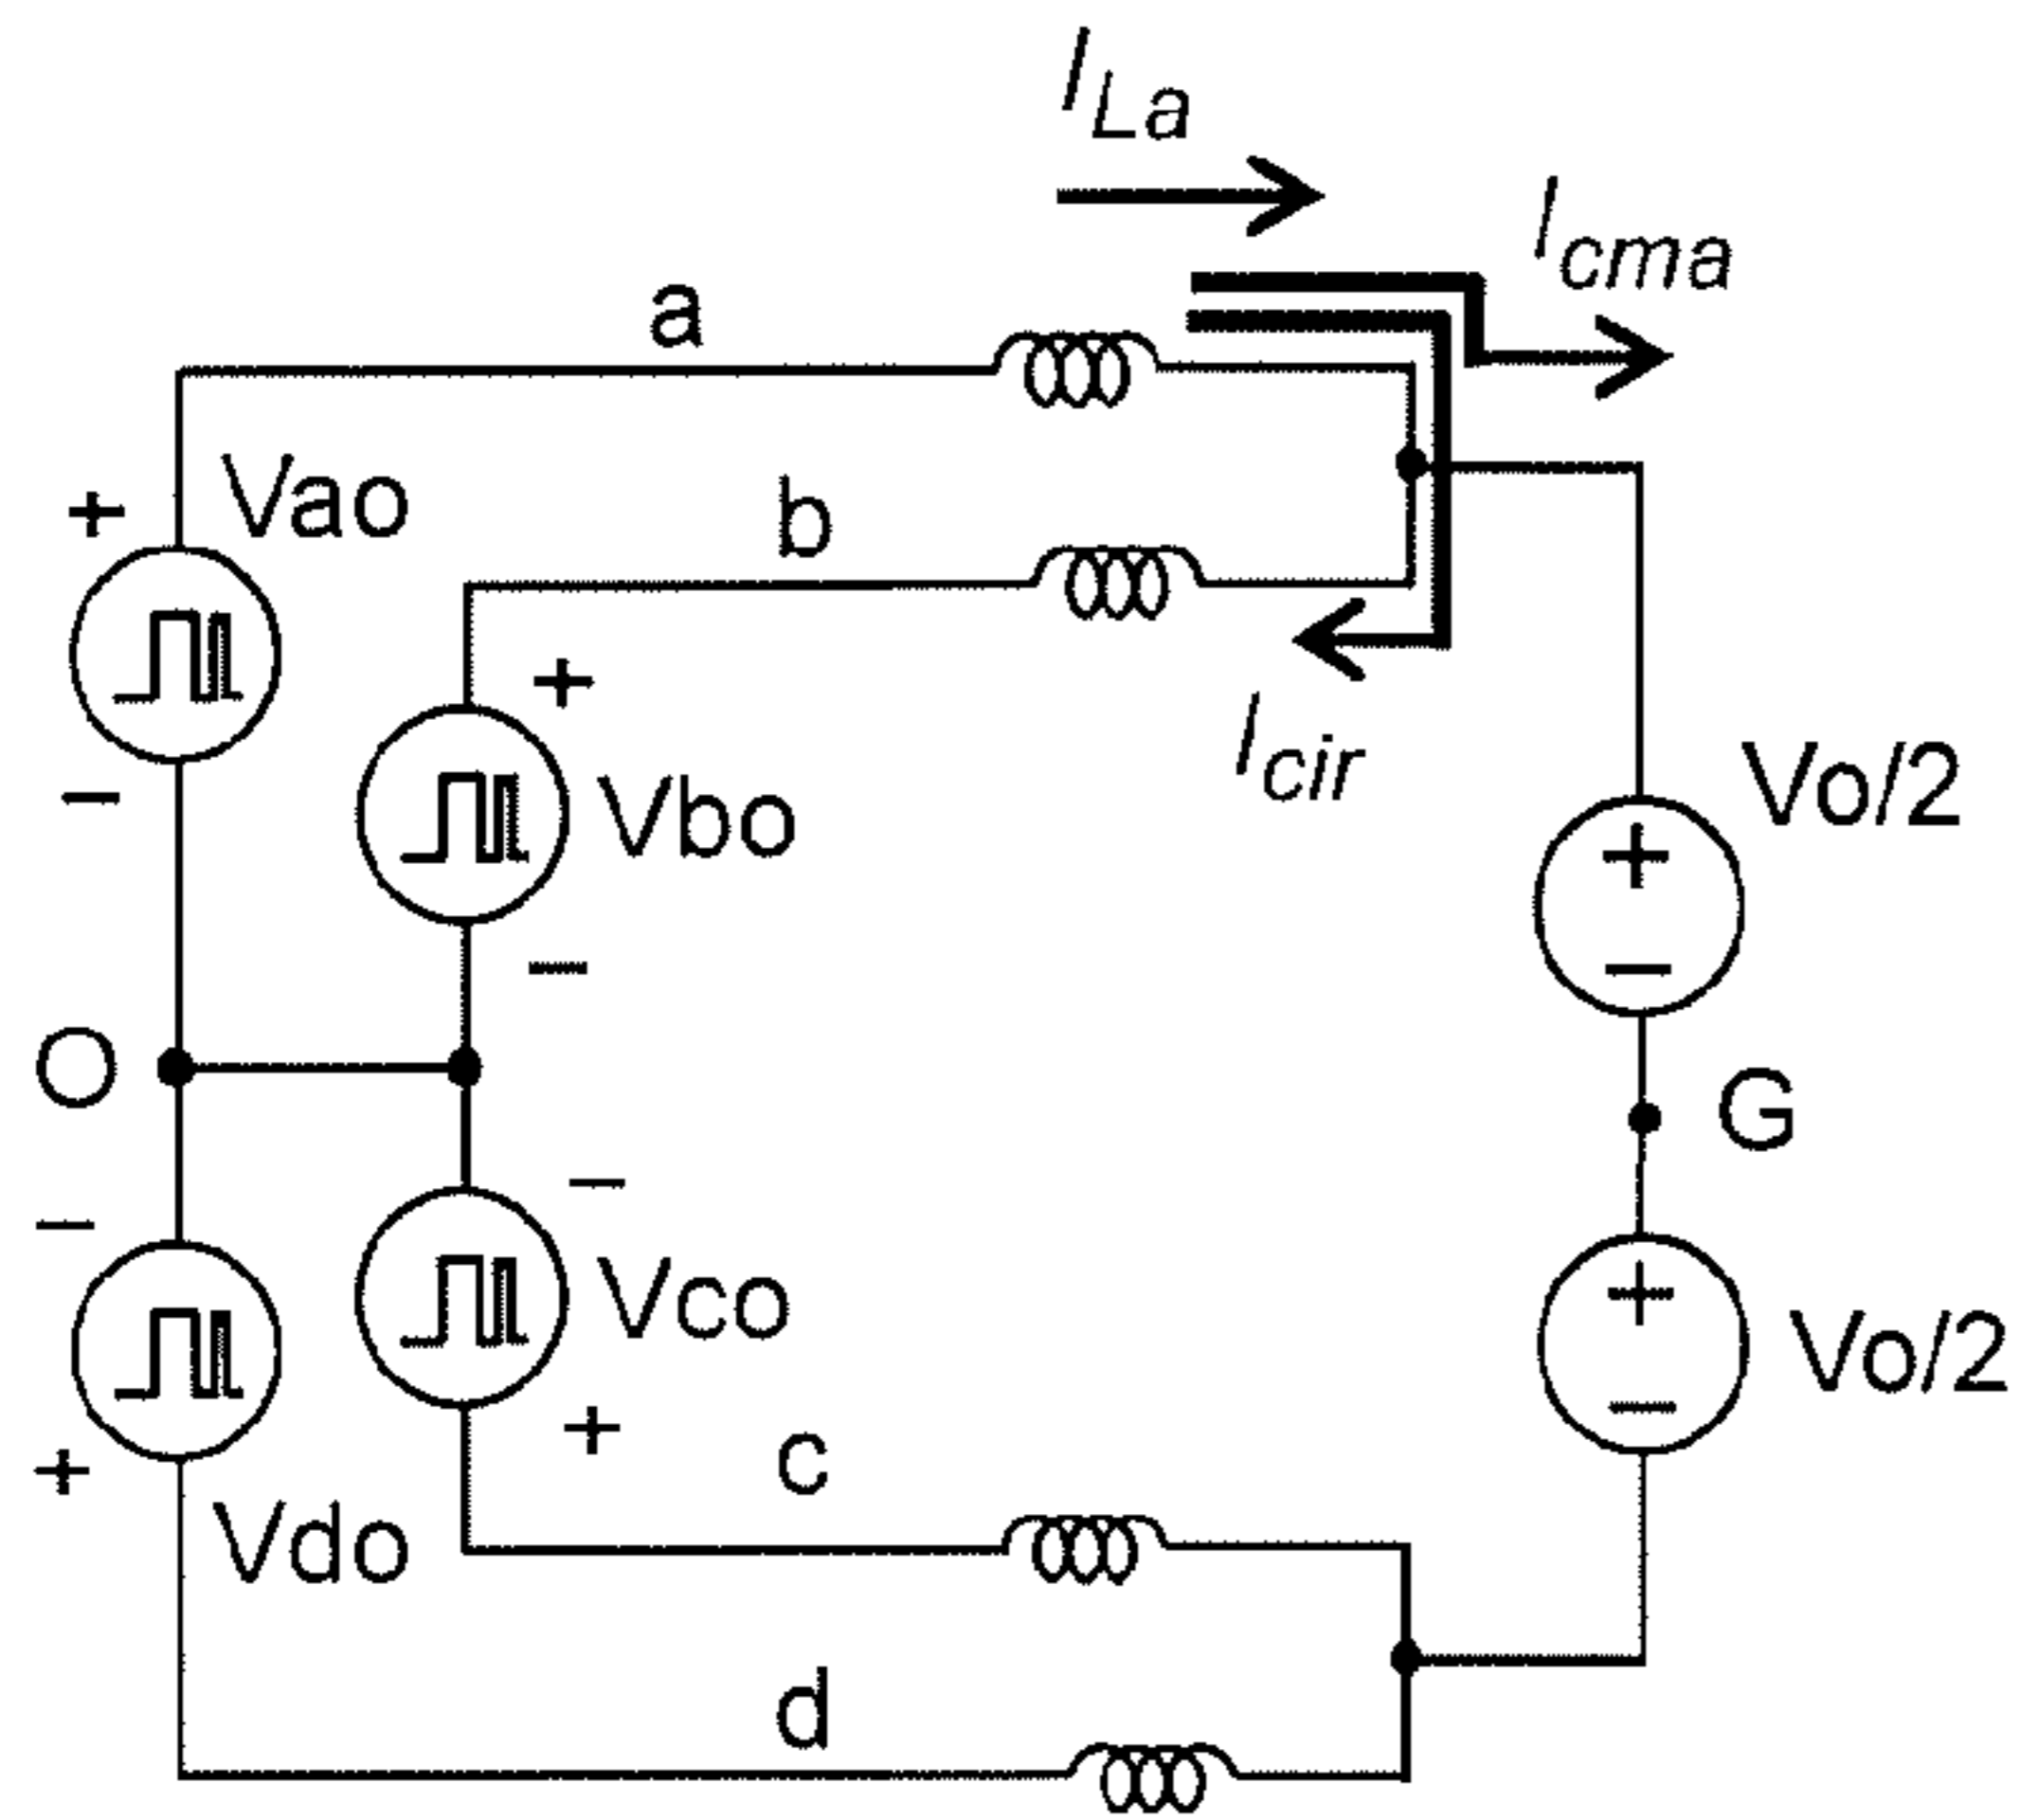 I_La
I_cma
a
+ Vao
b
−
+
I_cir
Vbo
Vo/2
+
−
−
O
G
−
−
Vco
+
Vo/2
−
+
+
c
Vdo
d